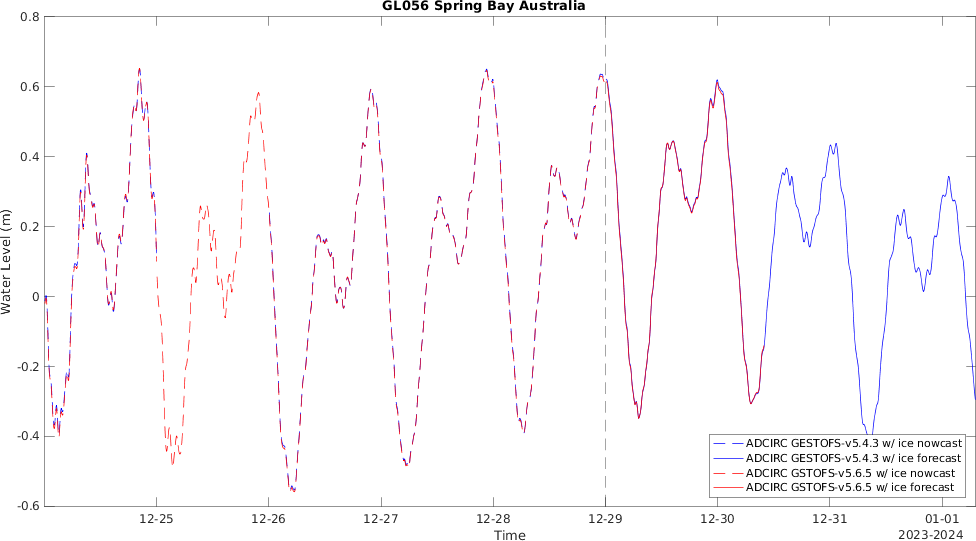 GL056 Spring Bay Australia
0.8
0.6
0.4
0.2
0
-0.2
-0.4
-0.6
Water Level (m)
12-25 12-26 12-27 12-28 12-29 12-30 12-31 01-01
Time
2023-2024
ADCIRC GESTOFS-v5.4.3 w/ ice nowcast
ADCIRC GESTOFS-v5.4.3 w/ ice forecast
ADCIRC GSTOFS-v5.6.5 w/ ice nowcast
ADCIRC GSTOFS-v5.6.5 w/ ice forecast